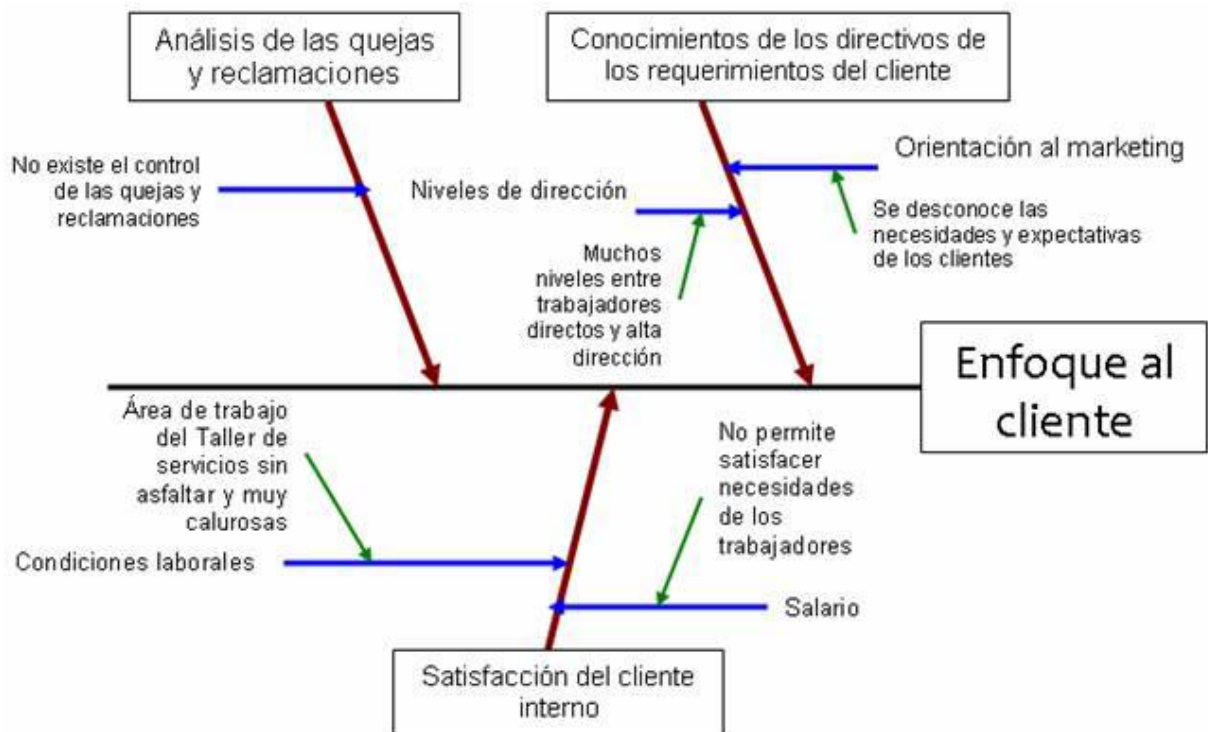 Análisis de las quejas
y reclamaciones
Conocimientos de los directivos de
los requerimientos del cliente
No existe el control
de las quejas y
reclamaciones
Niveles de dirección
Orientación al marketing
Se desconoce las
necesidades y expectativas
de los clientes
Muchos
niveles entre
trabajadores
directos y alta
dirección
Enfoque al
cliente
Área de trabajo
del Taller de
servicios sin
asfaltar y muy
calurosas
No permite
satisfacer
necesidades
de los
trabajadores
Condiciones laborales
Salario
Satisfacción del cliente
interno